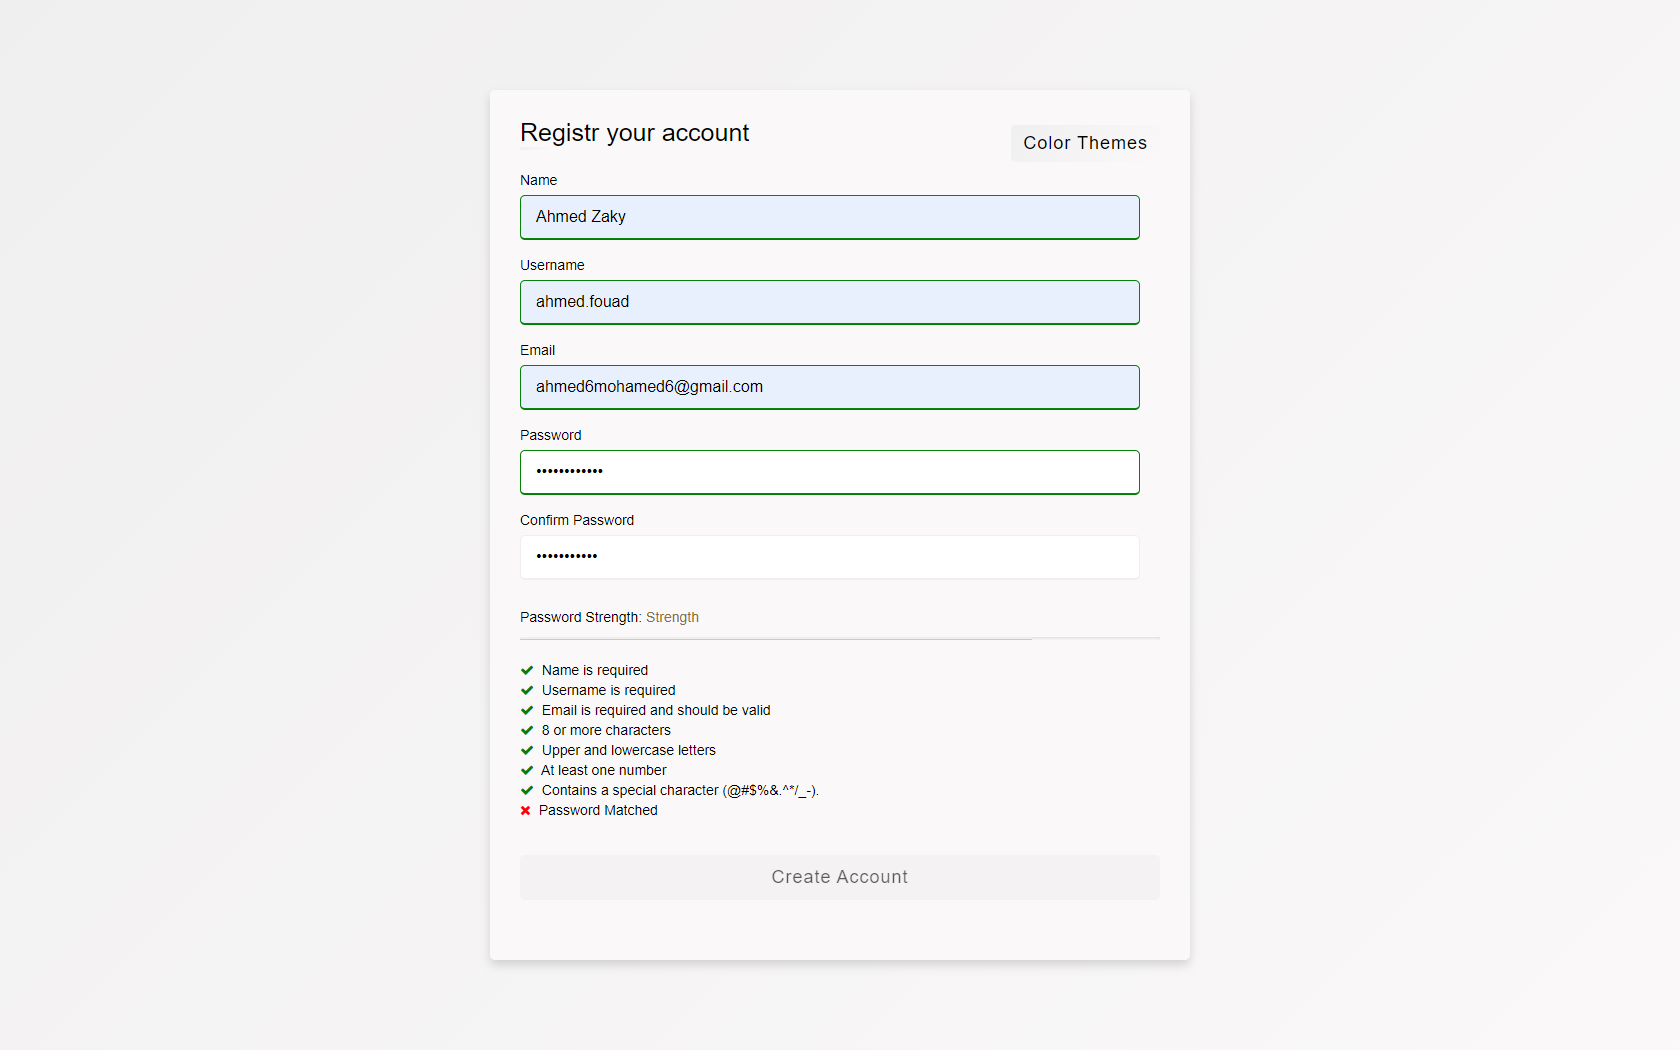 Registr your account
Color Themes
Name
Ahmed Zaky
Username
ahmed.fouad
Email
ahmed6mohamed6@gmail.com
Password
••••••••••••
Confirm Password
•••••••••••
Password Strength: Strength
Name is required
Username is required
Email is required and should be valid
8 or more characters
Upper and lowercase letters
At least one number
Contains a special character (@#$%&.^*/_-).
Password Matched
Create Account